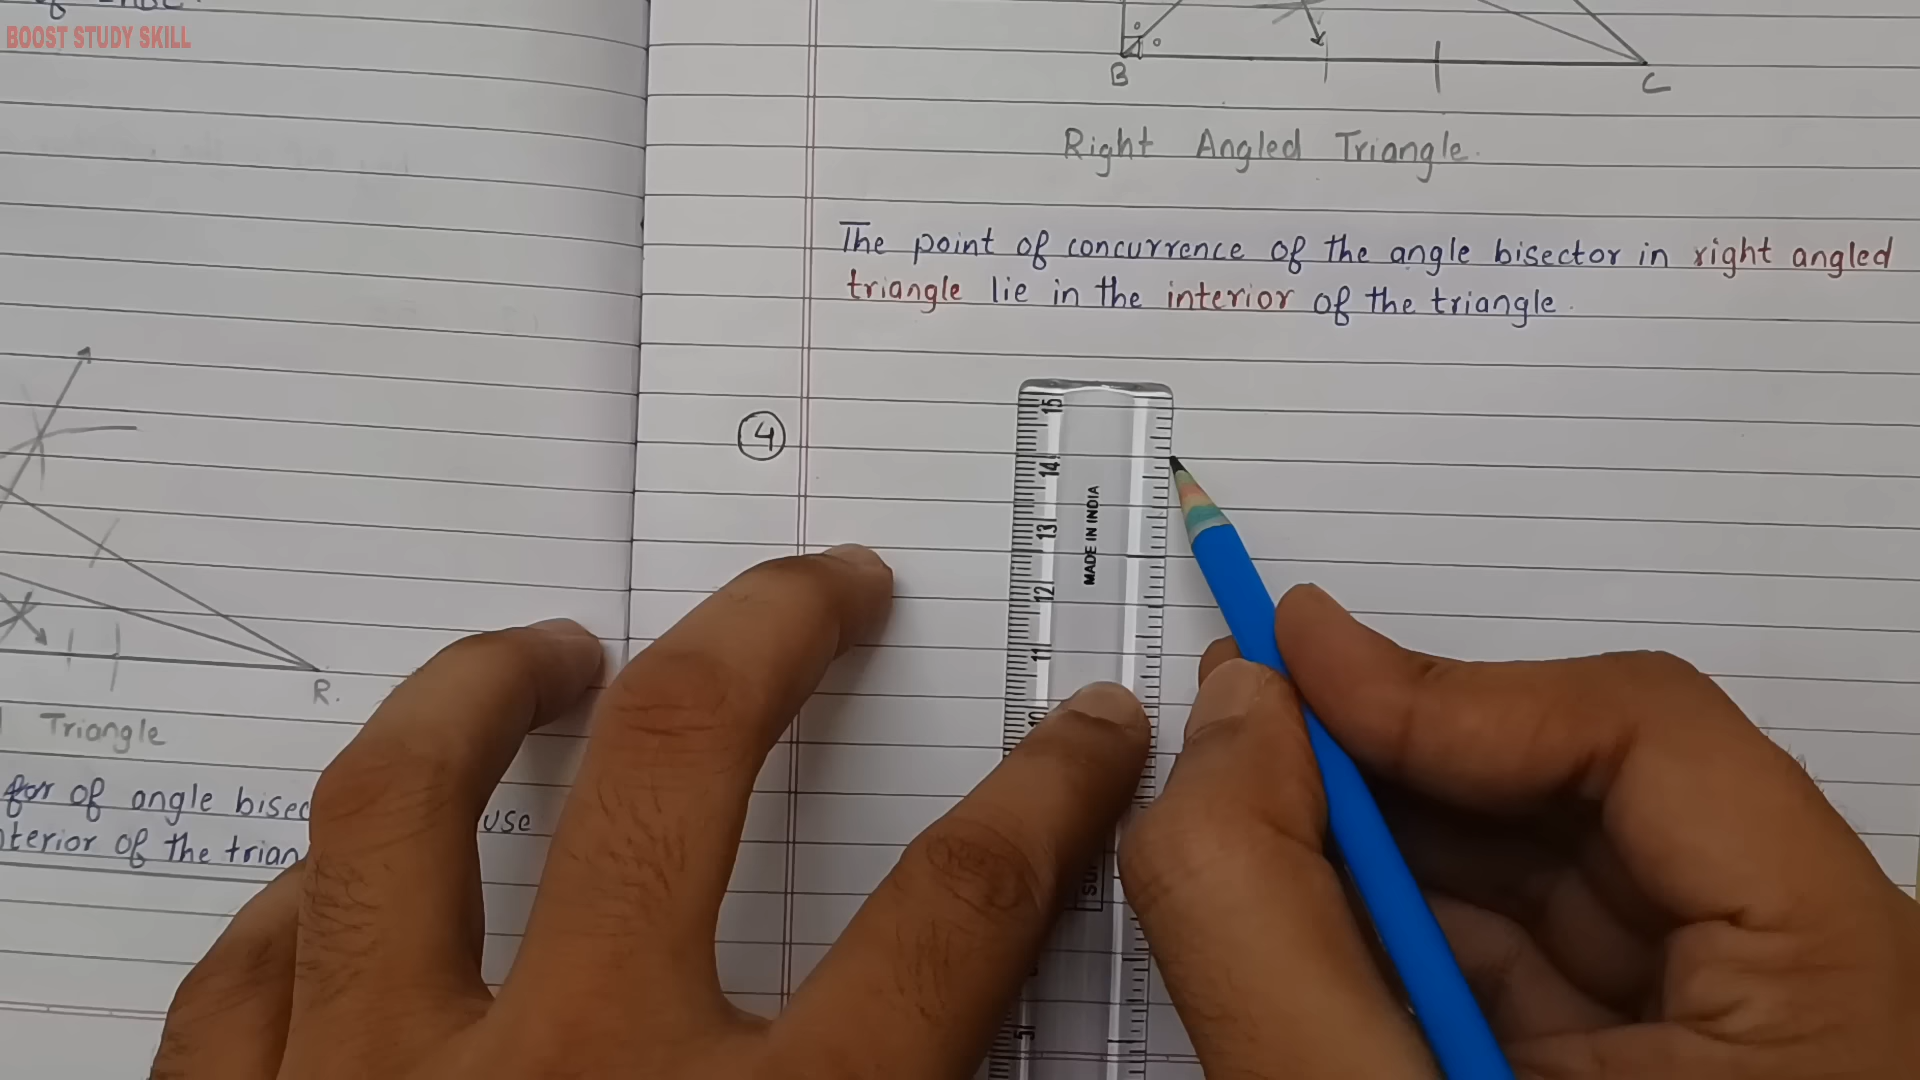 BOOST STUDY SKILL
R.
Triangle
of angle bisec
use
of the trian
B
C
Right Angled Triangle.
The point of concurrence of the angle bisector in right angled
triangle lie in the interior of the triangle.
4
15
14
13
12
11
10
5
MADE IN INDIA